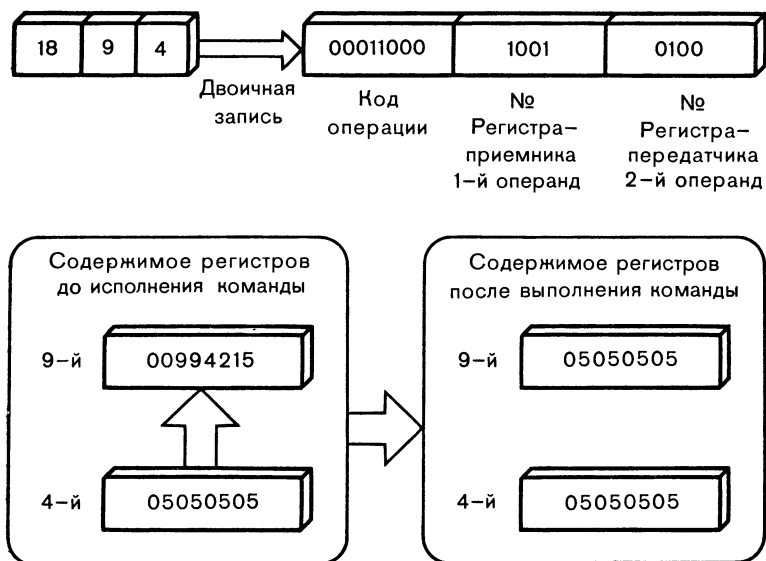 18 9 4
00011000 1001 0100
Двоичная
запись
Код
операции
№
Регистра-
приемника
1-й операнд
№
Регистра-
передатчика
2-й операнд
Содержимое регистров
до исполнения команды
9-й 00994215
4-й 05050505
Содержимое регистров
после выполнения команды
9-й 05050505
4-й 05050505